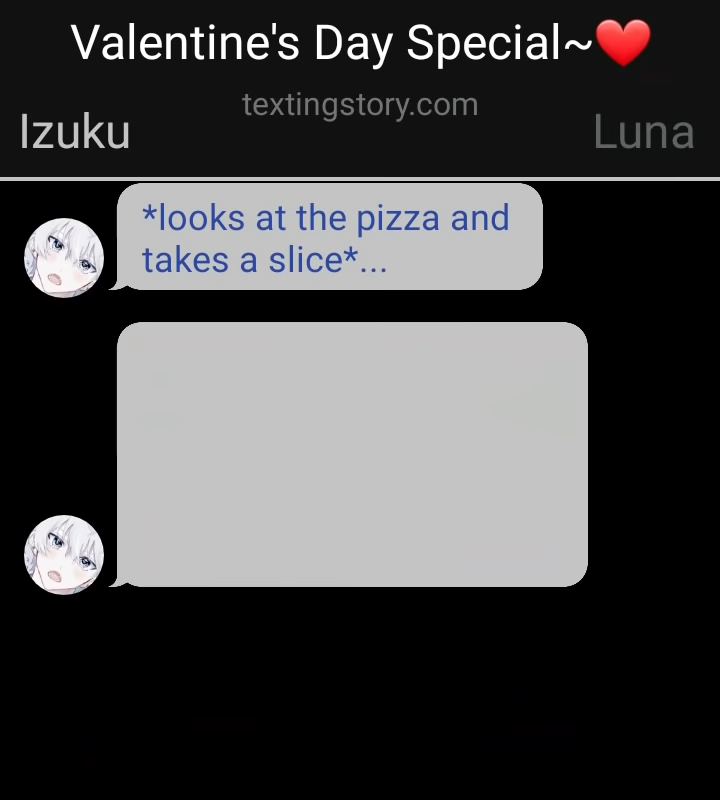 Valentine's Day Special~❤️
textingstory.com
Izuku
Luna
*looks at the pizza and
takes a slice*...